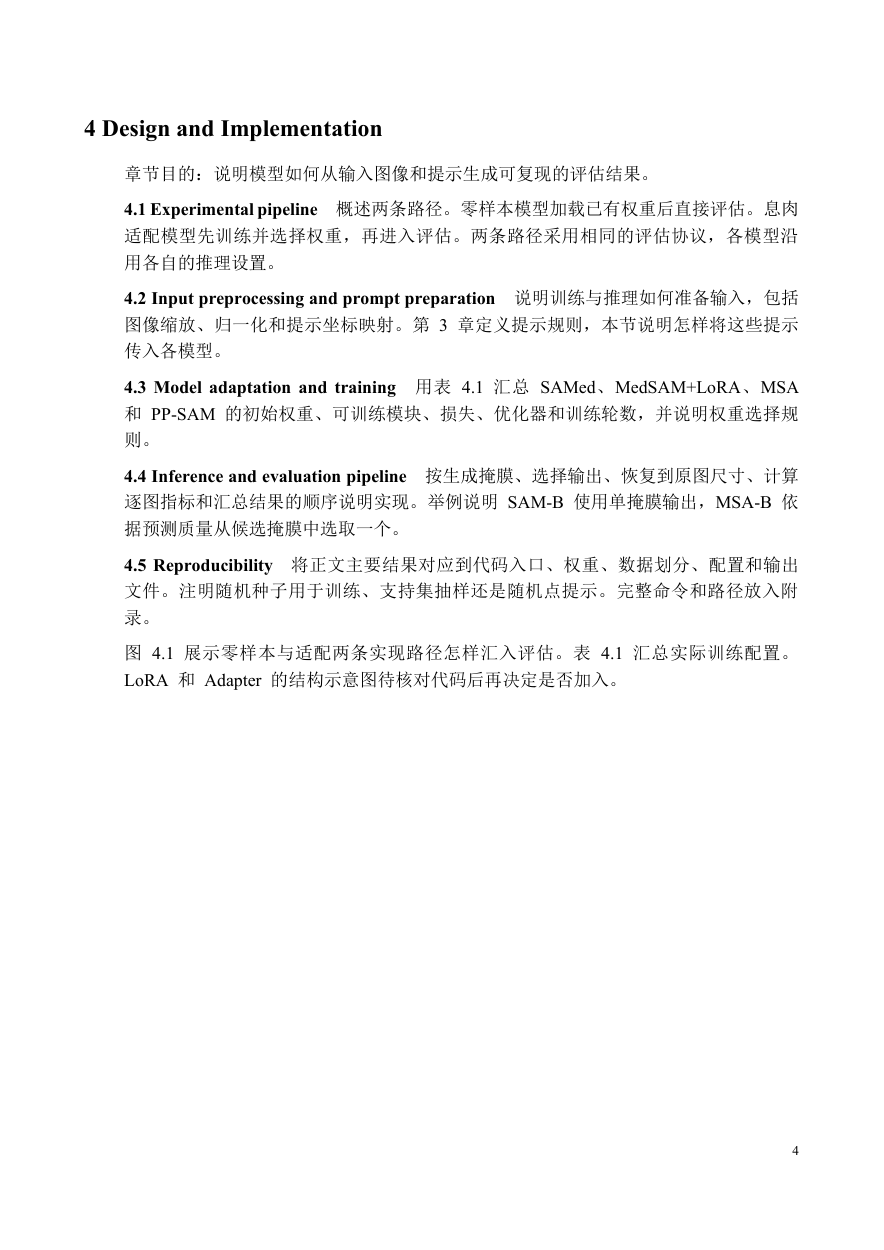 4 Design and Implementation
章节目的：说明模型如何从输入图像和提示生成可复现的评估结果。
4.1 Experimental pipeline 概述两条路径。零样本模型加载已有权重后直接评估。息肉
适配模型先训练并选择权重，再进入评估。两条路径采用相同的评估协议，各模型沿
用各自的推理设置。
4.2 Input preprocessing and prompt preparation 说明训练与推理如何准备输入，包括
图像缩放、归一化和提示坐标映射。第 3 章定义提示规则，本节说明怎样将这些提示
传入各模型。
4.3 Model adaptation and training 用表 4.1 汇总 SAMed、MedSAM+LoRA、MSA
和 PP-SAM 的初始权重、可训练模块、损失、优化器和训练轮数，并说明权重选择规
则。
4.4 Inference and evaluation pipeline 按生成掩膜、选择输出、恢复到原图尺寸、计算
逐图指标和汇总结果的顺序说明实现。举例说明 SAM-B 使用单掩膜输出，MSA-B 依
据预测质量从候选掩膜中选取一个。
4.5 Reproducibility 将正文主要结果对应到代码入口、权重、数据划分、配置和输出
文件。注明随机种子用于训练、支持集抽样还是随机点提示。完整命令和路径放入附
录。
图 4.1 展示零样本与适配两条实现路径怎样汇入评估。表 4.1 汇总实际训练配置。
LoRA 和 Adapter 的结构示意图待核对代码后再决定是否加入。
4